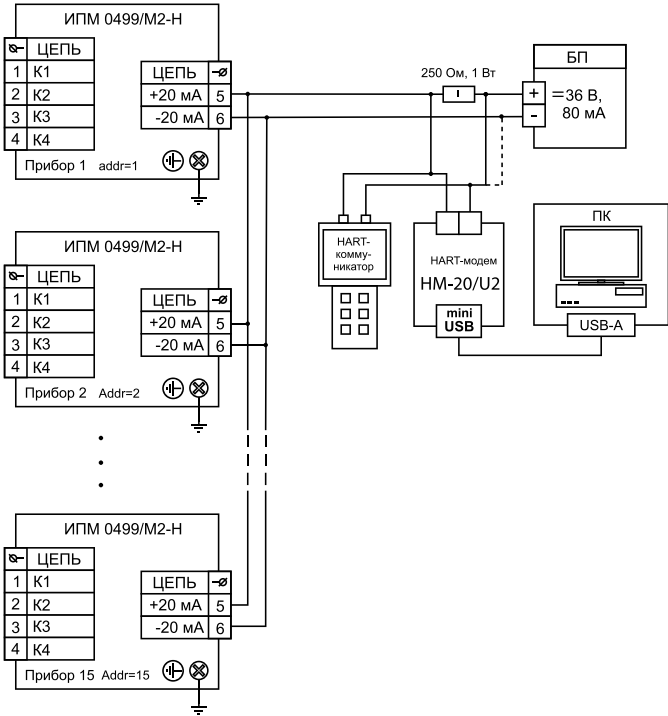 ИПМ 0499/М2-Н
ЦЕПЬ
1 К1
2 К2
3 К3
4 К4
ЦЕПЬ
+20 мА 5
-20 мА 6
Прибор 1 addr=1
250 Ом, 1 Вт
БП
+
-
=36 В,
80 мА
HART-
комму-
никатор
HART-модем
HM-20/U2
mini
USB
ПК
USB-A
ИПМ 0499/М2-Н
ЦЕПЬ
1 К1
2 К2
3 К3
4 К4
ЦЕПЬ
+20 мА 5
-20 мА 6
Прибор 2 Addr=2
ИПМ 0499/М2-Н
ЦЕПЬ
1 К1
2 К2
3 К3
4 К4
ЦЕПЬ
+20 мА 5
-20 мА 6
Прибор 15 Addr=15